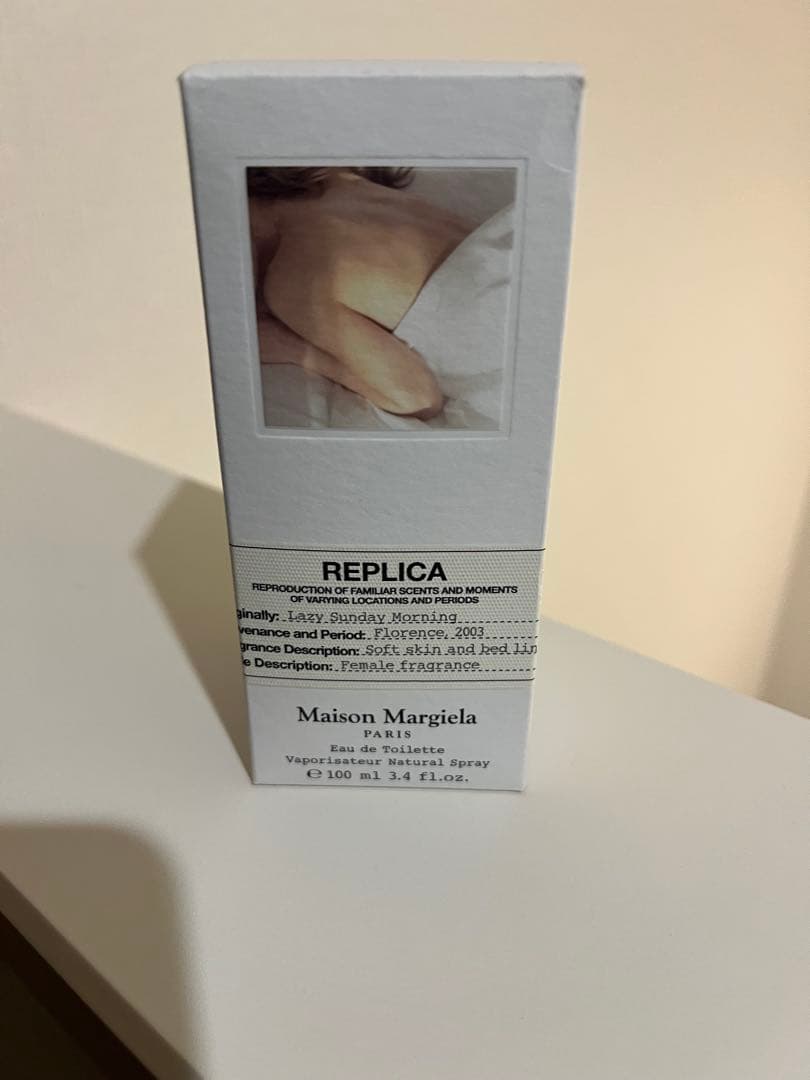 REPLICA
REPRODUCTION OF FAMILIAR SCENTS AND MOMENTS
OF VARYING LOCATIONS AND PERIODS
ginally: Lazy Sunday Morning
venance and Period: Florence, 2003
grance Description: Soft skin and bed lin
e Description: Female fragrance
Maison Margiela
PARIS
Eau de Toilette
Vaporisateur Natural Spray
℮ 100 ml 3.4 fl.oz.